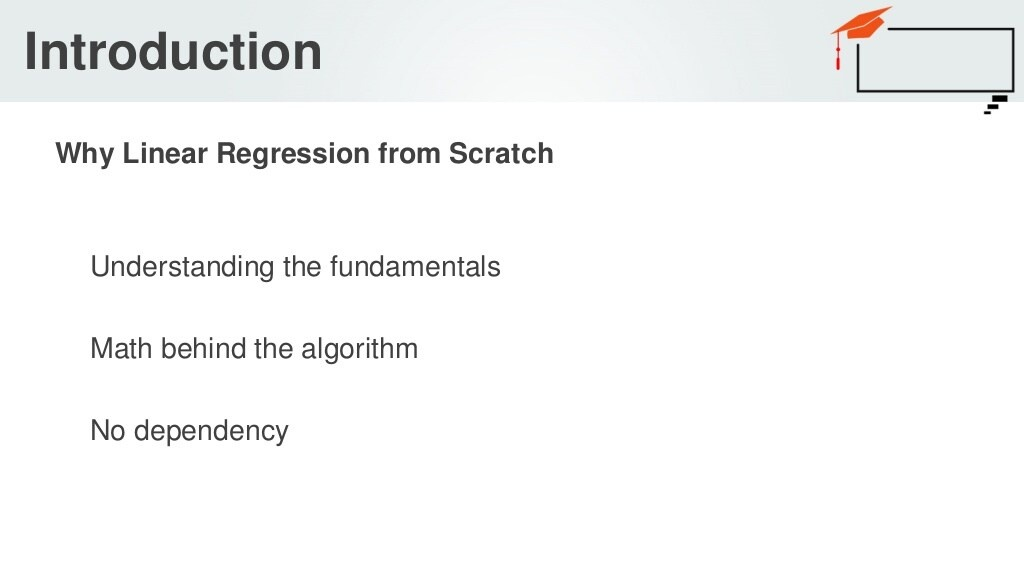 Introduction
Why Linear Regression from Scratch
Understanding the fundamentals
Math behind the algorithm
No dependency